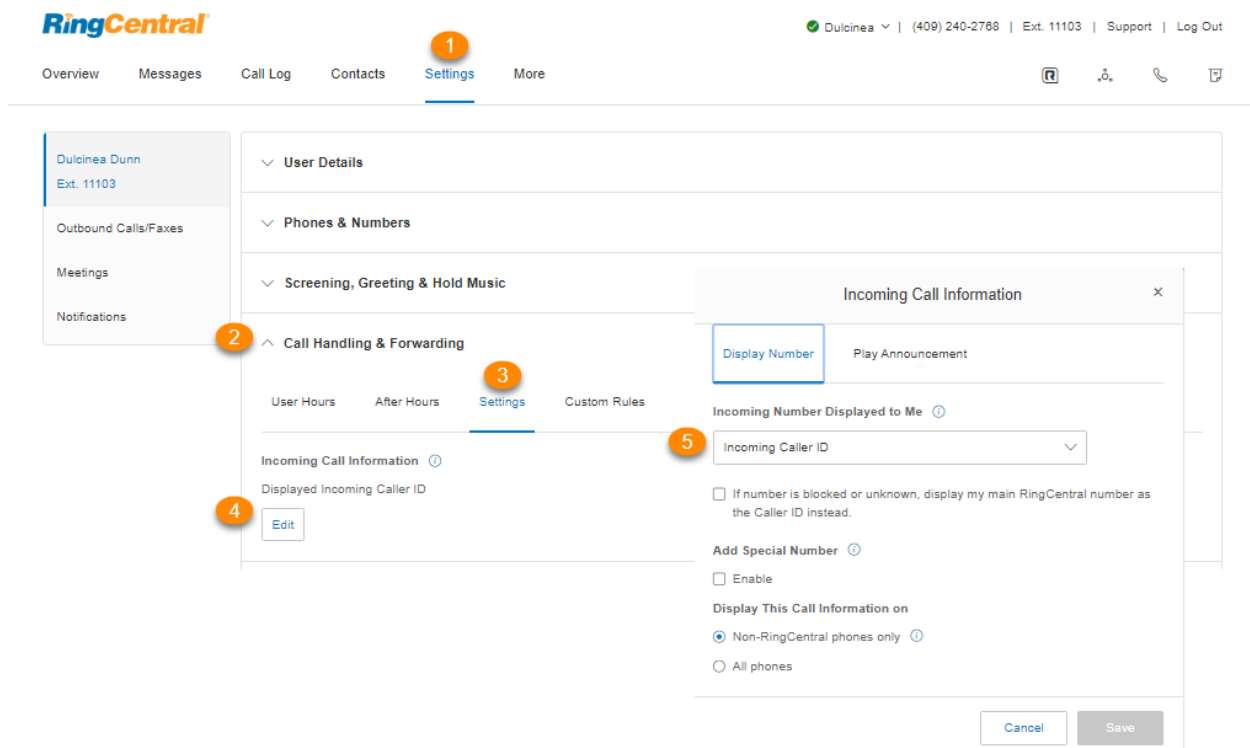 RingCentral
Dulcinea | (409) 240-2768 | Ext. 11103 | Support | Log Out
1
Overview Messages Call Log Contacts Settings More
Dulcinea Dunn
Ext. 11103
Outbound Calls/Faxes
Meetings
Notifications
User Details
Phones & Numbers
Screening, Greeting & Hold Music
2
Call Handling & Forwarding
3
User Hours After Hours Settings Custom Rules
Incoming Call Information
Displayed Incoming Caller ID
4
Edit
Incoming Call Information
Display Number Play Announcement
Incoming Number Displayed to Me
5
Incoming Caller ID
If number is blocked or unknown, display my main RingCentral number as
the Caller ID instead.
Add Special Number
Enable
Display This Call Information on
Non-RingCentral phones only
All phones
Cancel Save